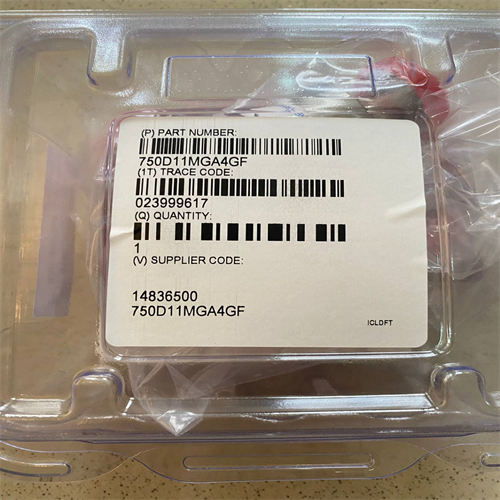 (P) PART NUMBER:
750D11MGA4GF
(1T) TRACE CODE:
023999617
(Q) QUANTITY:
1
(V) SUPPLIER CODE:
14836500
750D11MGA4GF
ICLDFT